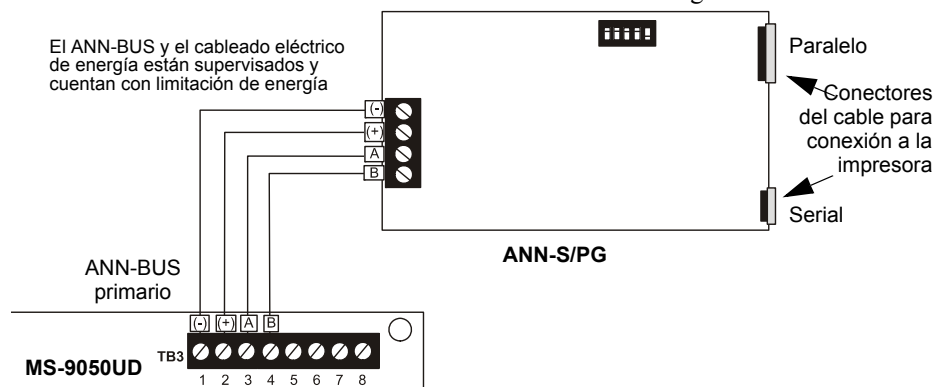 El ANN-BUS y el cableado eléctrico
de energía están supervisados y
cuentan con limitación de energía
Paralelo
Conectores
del cable para
conexión a la
impresora
Serial
(-)
(+)
A
B
ANN-S/PG
ANN-BUS
primario
(-) (+) A B
MS-9050UD
TB3
1 2 3 4 5 6 7 8